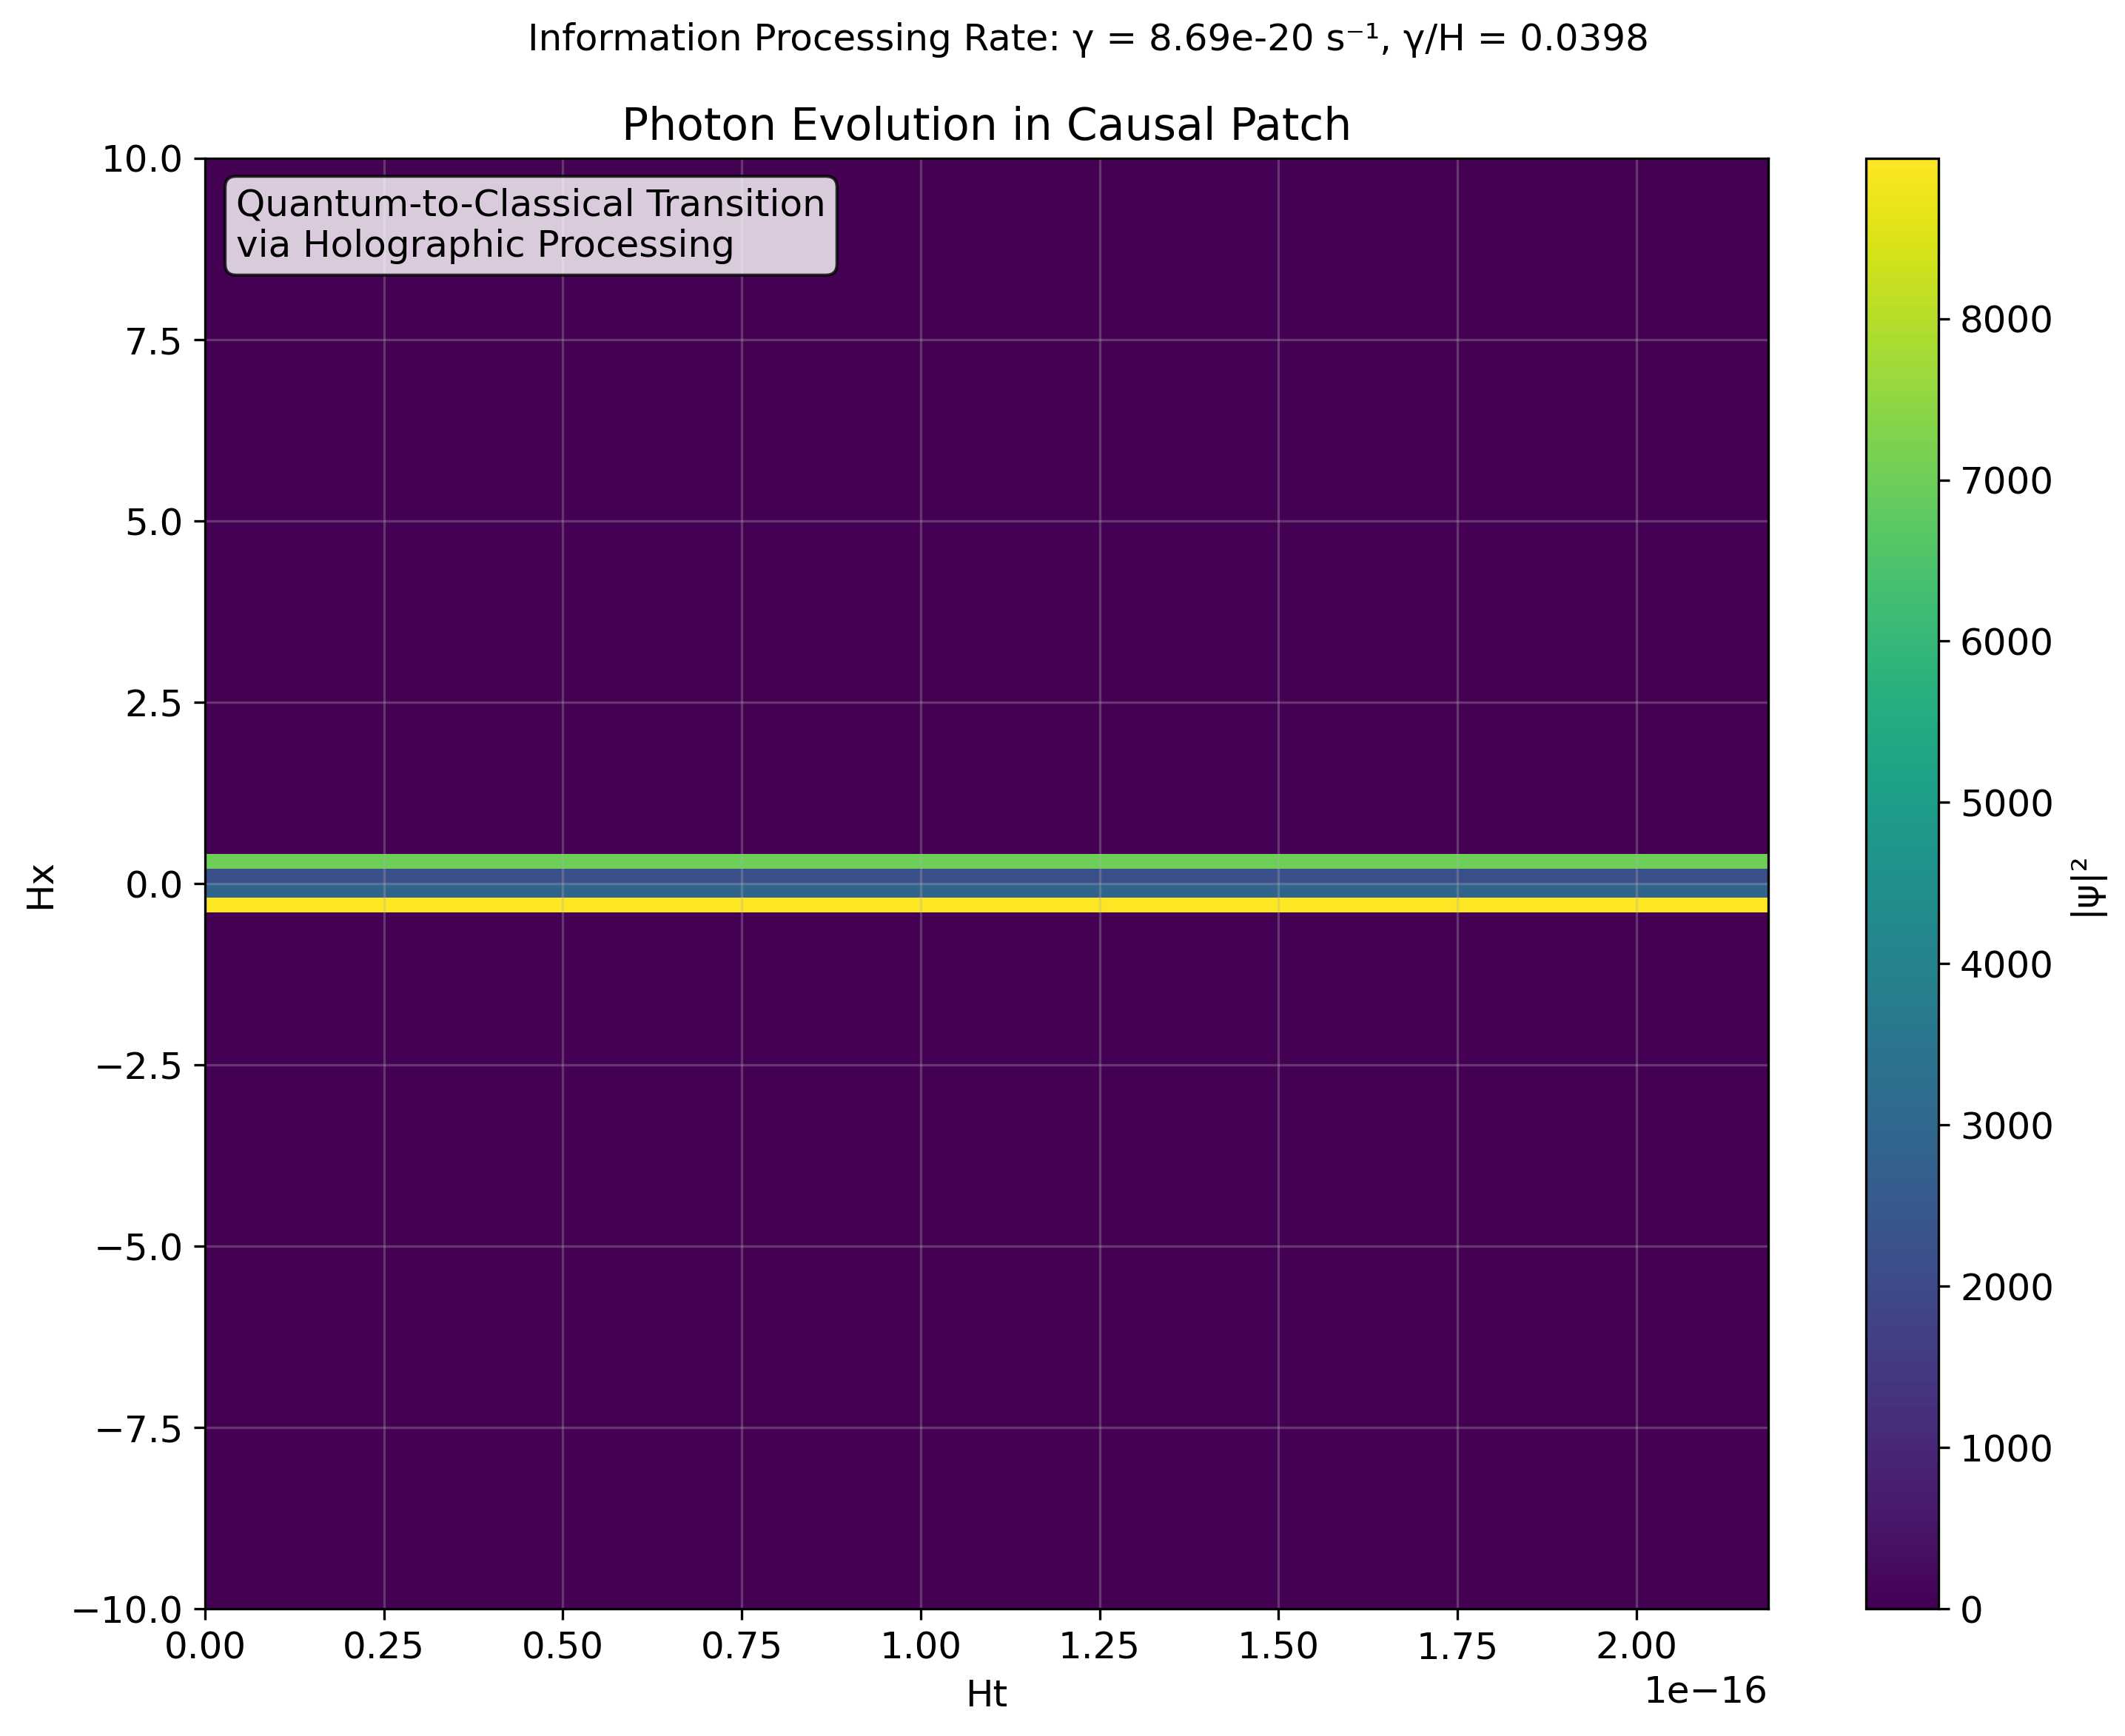 Information Processing Rate: γ = 8.69e-20 s⁻¹, γ/H = 0.0398
Photon Evolution in Causal Patch
Quantum-to-Classical Transition
via Holographic Processing
10.0
7.5
5.0
2.5
0.0
−2.5
−5.0
−7.5
−10.0
Hx
0.00 0.25 0.50 0.75 1.00 1.25 1.50 1.75 2.00
1e−16
Ht
8000
7000
6000
5000
4000
3000
2000
1000
0
|ψ|²